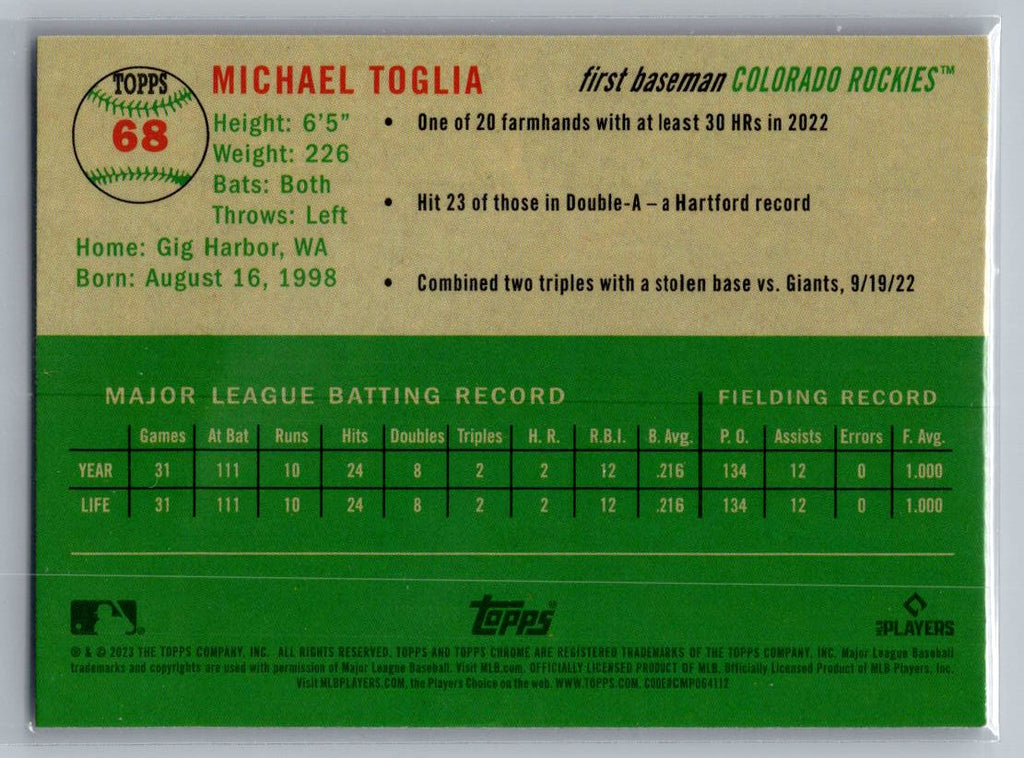 TOPPS
68
MICHAEL TOGLIA
first baseman COLORADO ROCKIES™
Height: 6'5"
Weight: 226
Bats: Both
Throws: Left
Home: Gig Harbor, WA
Born: August 16, 1998
• One of 20 farmhands with at least 30 HRs in 2022
• Hit 23 of those in Double-A – a Hartford record
• Combined two triples with a stolen base vs. Giants, 9/19/22
MAJOR LEAGUE BATTING RECORD FIELDING RECORD
Games At Bat Runs Hits Doubles Triples H. R. R.B.I. B. Avg. P. O. Assists Errors F. Avg.
YEAR 31 111 10 24 8 2 2 12 .216 134 12 0 1.000
LIFE 31 111 10 24 8 2 2 12 .216 134 12 0 1.000
Topps®
PLAYERS
® & © 2023 THE TOPPS COMPANY, INC. ALL RIGHTS RESERVED. TOPPS AND TOPPS CHROME ARE REGISTERED TRADEMARKS OF THE TOPPS COMPANY, INC. Major League Baseball
trademarks and copyrights are used with permission of Major League Baseball. Visit MLB.com. OFFICIALLY LICENSED PRODUCT OF MLB. Officially Licensed Product of MLB Players, Inc.
Visit MLBPLAYERS.COM, the Players Choice on the web. WWW.TOPPS.COM. CODE#CMP064112